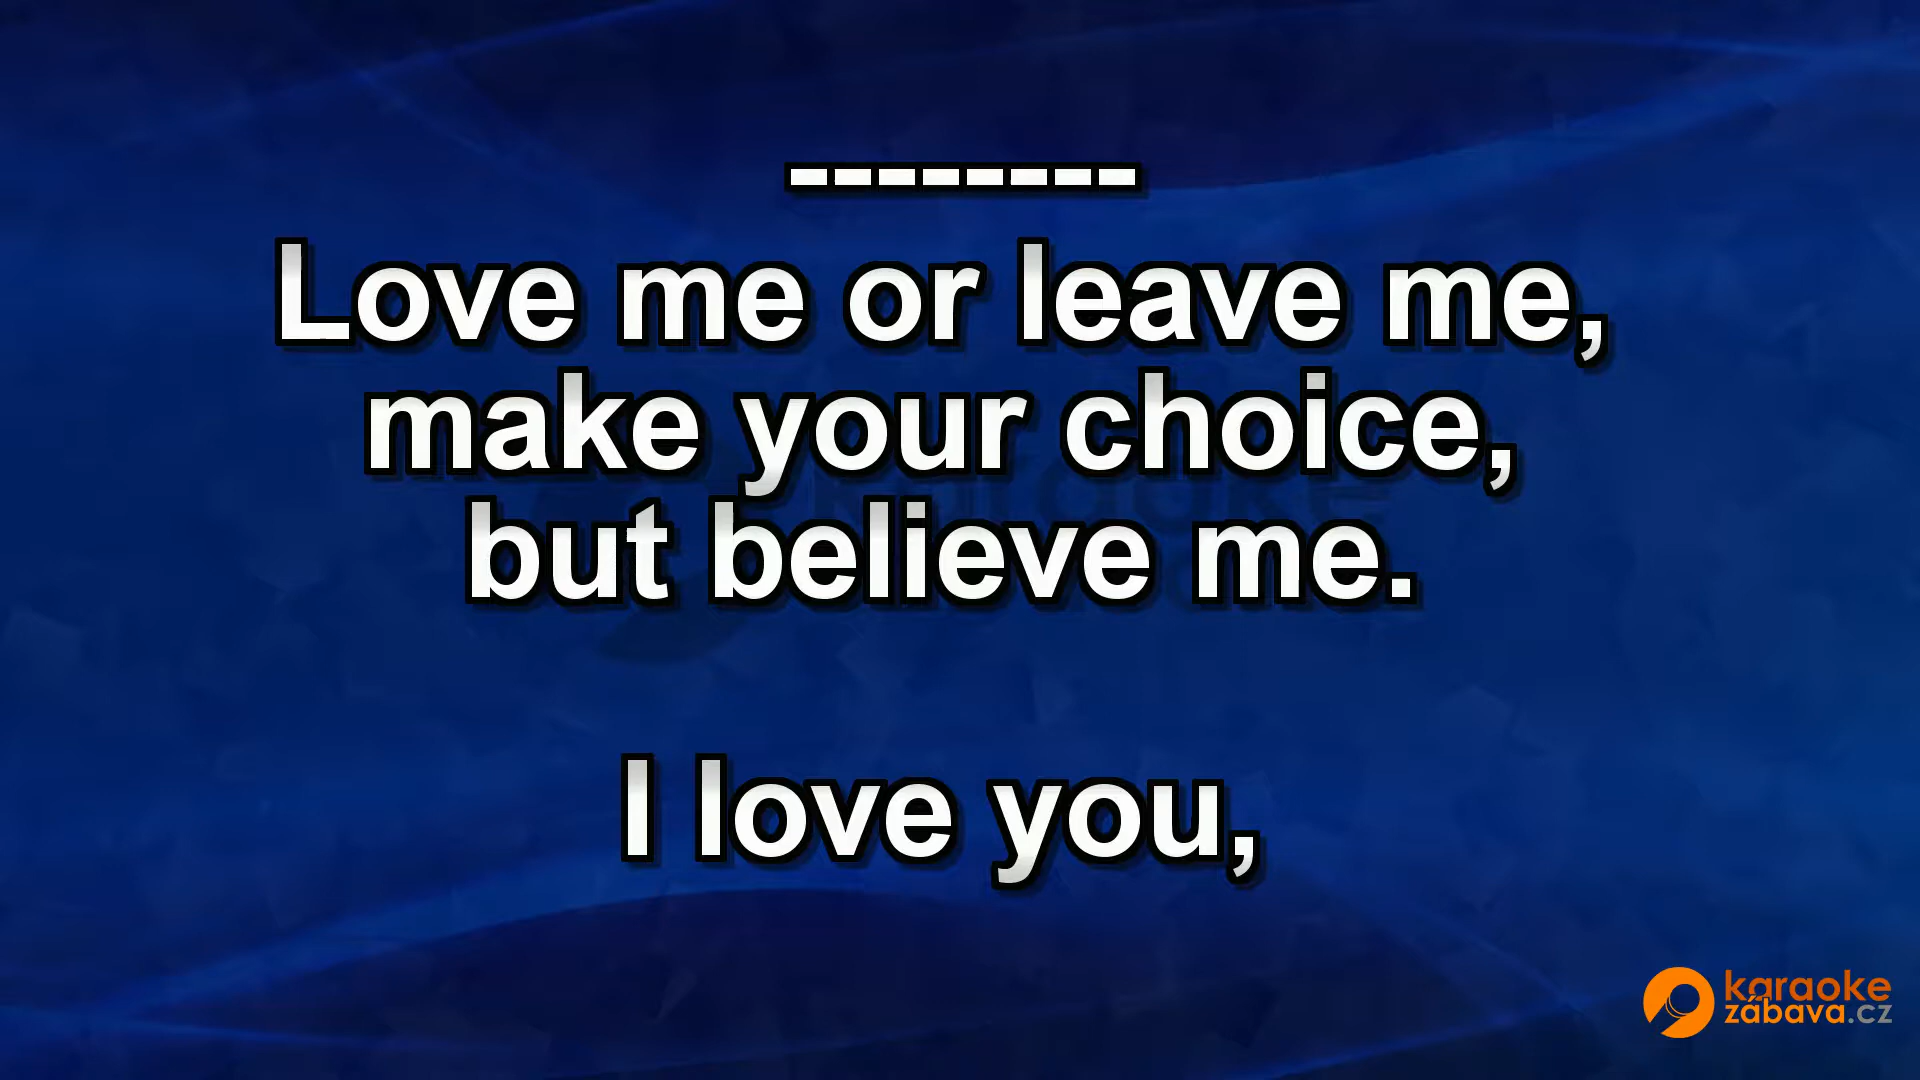 --------
Love me or leave me,
make your choice,
but believe me.
I love you,
karaoke
zábava.cz